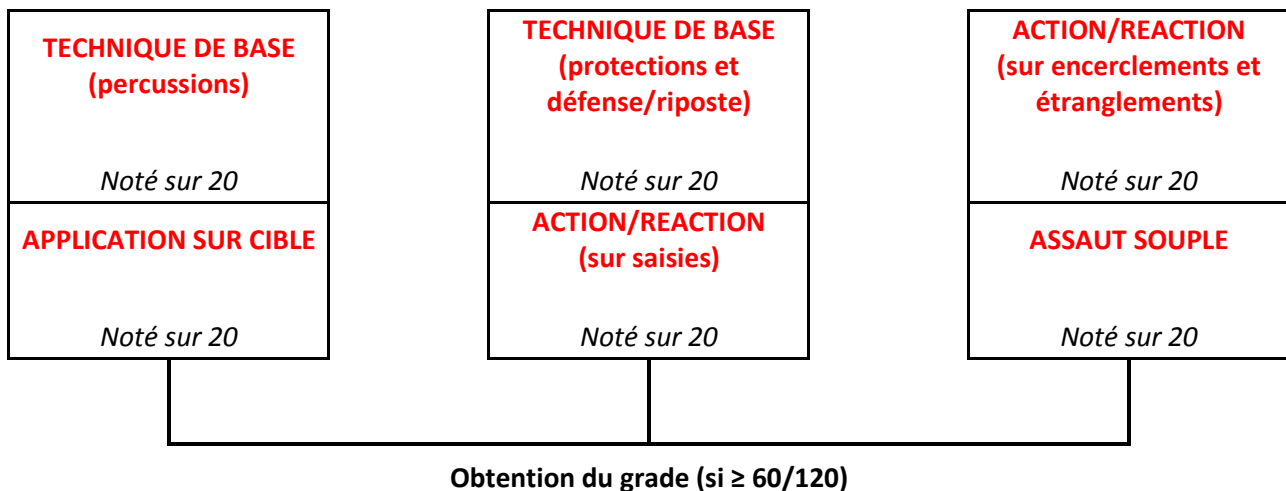 TECHNIQUE DE BASE
(percussions)
Noté sur 20
APPLICATION SUR CIBLE
Noté sur 20
TECHNIQUE DE BASE
(protections et
défense/riposte)
Noté sur 20
ACTION/REACTION
(sur saisies)
Noté sur 20
ACTION/REACTION
(sur encerclements et
étranglements)
Noté sur 20
ASSAUT SOUPLE
Noté sur 20
Obtention du grade (si ≥ 60/120)